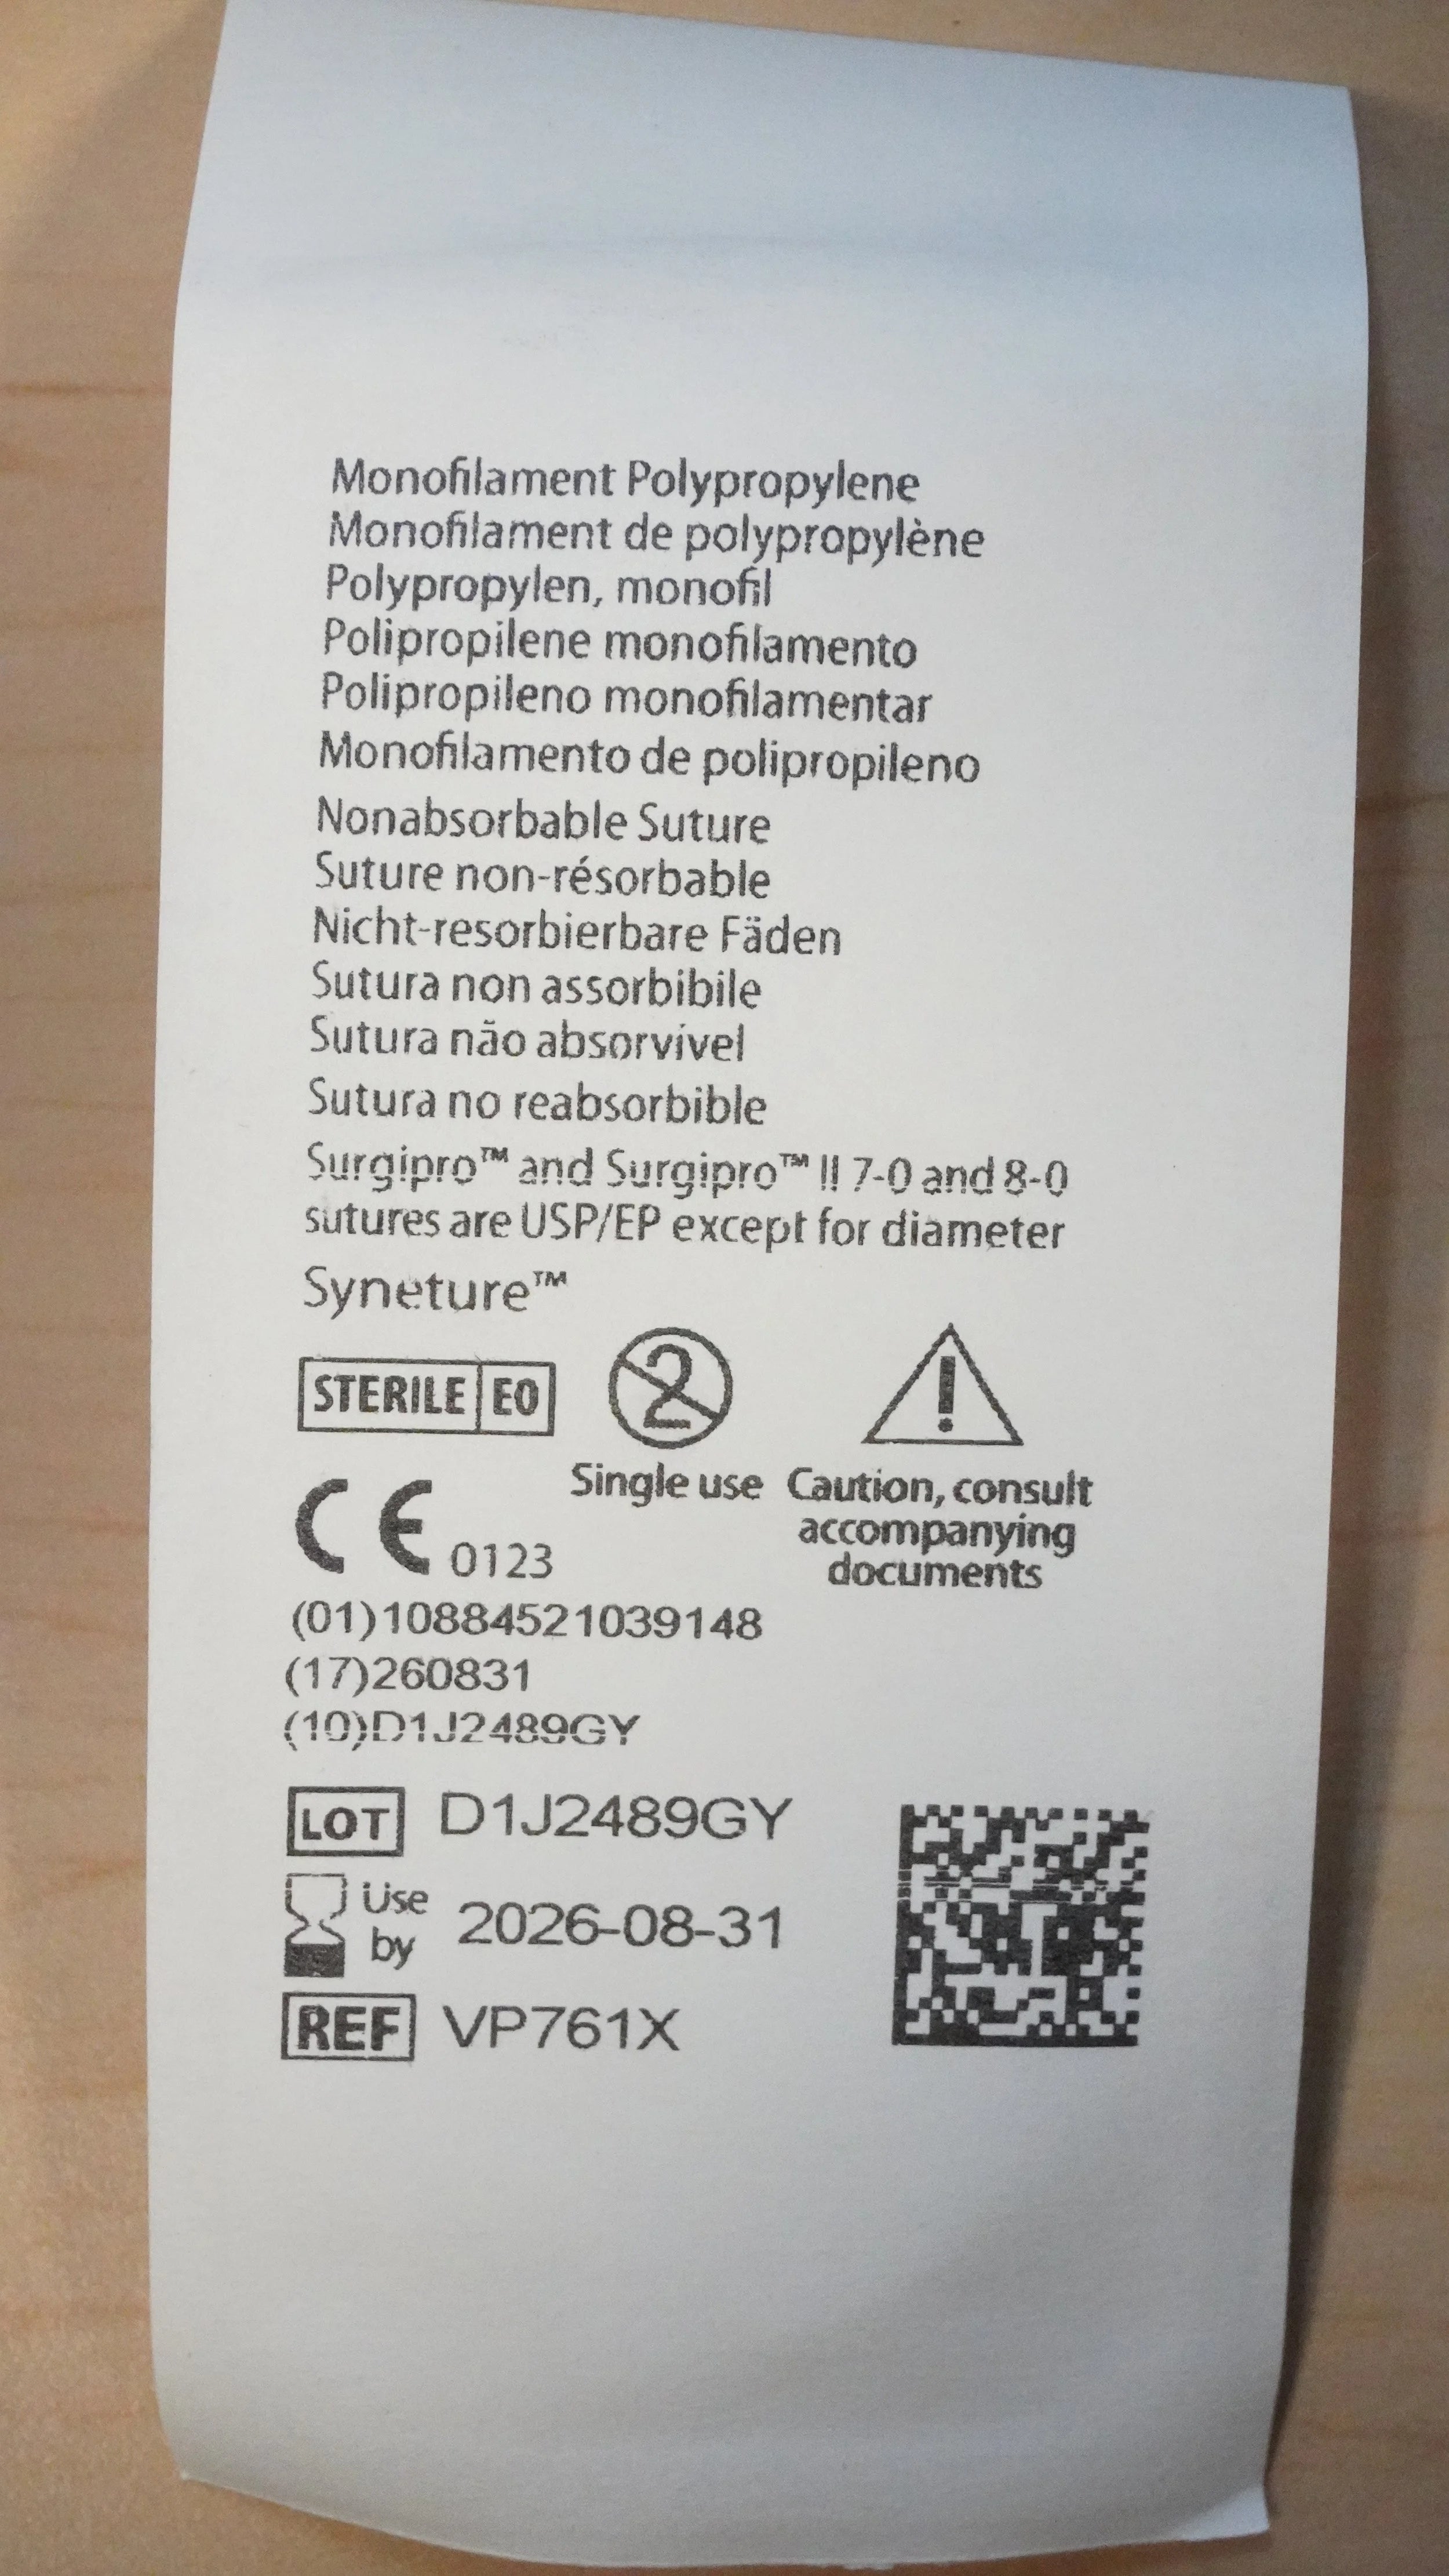 Monofilament Polypropylene
Monofilament de polypropylène
Polypropylen, monofil
Polipropilene monofilamento
Polipropileno monofilamentar
Monofilamento de polipropileno
Nonabsorbable Suture
Suture non-résorbable
Nicht-resorbierbare Fäden
Sutura non assorbibile
Sutura não absorvível
Sutura no reabsorbible
Surgipro™ and Surgipro™ II 7-0 and 8-0
sutures are USP/EP except for diameter
Syneture™
STERILE EO 2 !
Single use Caution, consult
accompanying
documents
CE 0123
(01)10884521039148
(17)260831
(10)D1J2489GY
LOT D1J2489GY
Use by 2026-08-31
REF VP761X